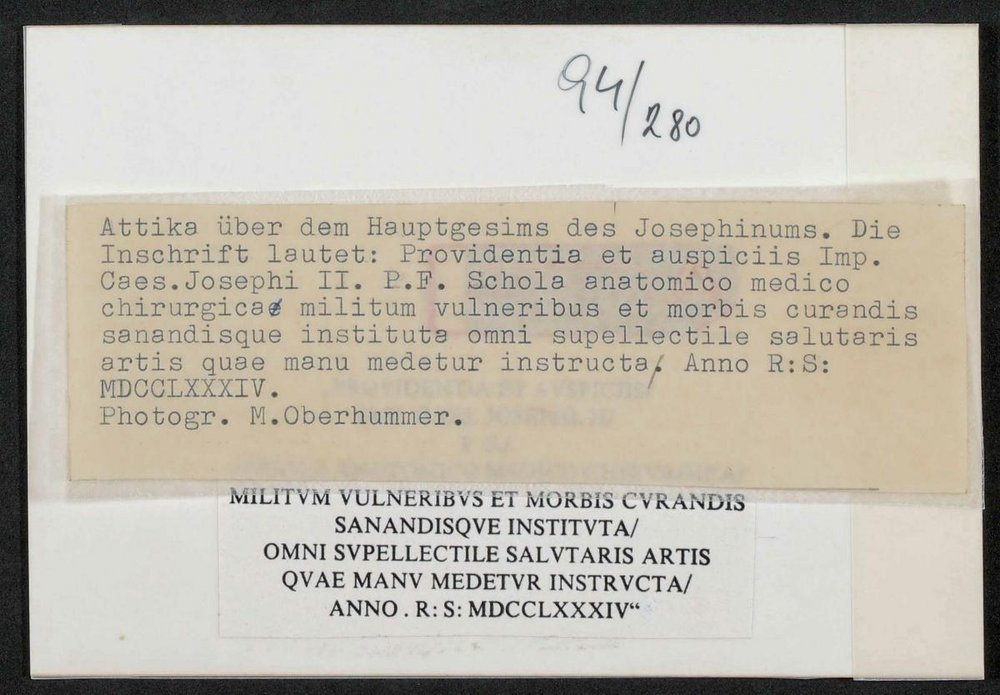 94/280
Attika über dem Hauptgesims des Josephinums. Die
Inschrift lautet: Providentia et auspiciis Imp.
Caes.Josephi II. P.F. Schola anatomico medico
chirurgica militum vulneribus et morbis curandis
sanandisque instituta omni supellectile salutaris
artis quae manu medetur instructa/. Anno R:S:
MDCCLXXXIV.
Photogr. M.Oberhummer.
MILITVM VULNERIBVS ET MORBIS CVRANDIS
SANANDISQVE INSTITVTA/
OMNI SVPELLECTILE SALVTARIS ARTIS
QVAE MANV MEDETVR INSTRVCTA/
ANNO . R: S: MDCCLXXXIV“